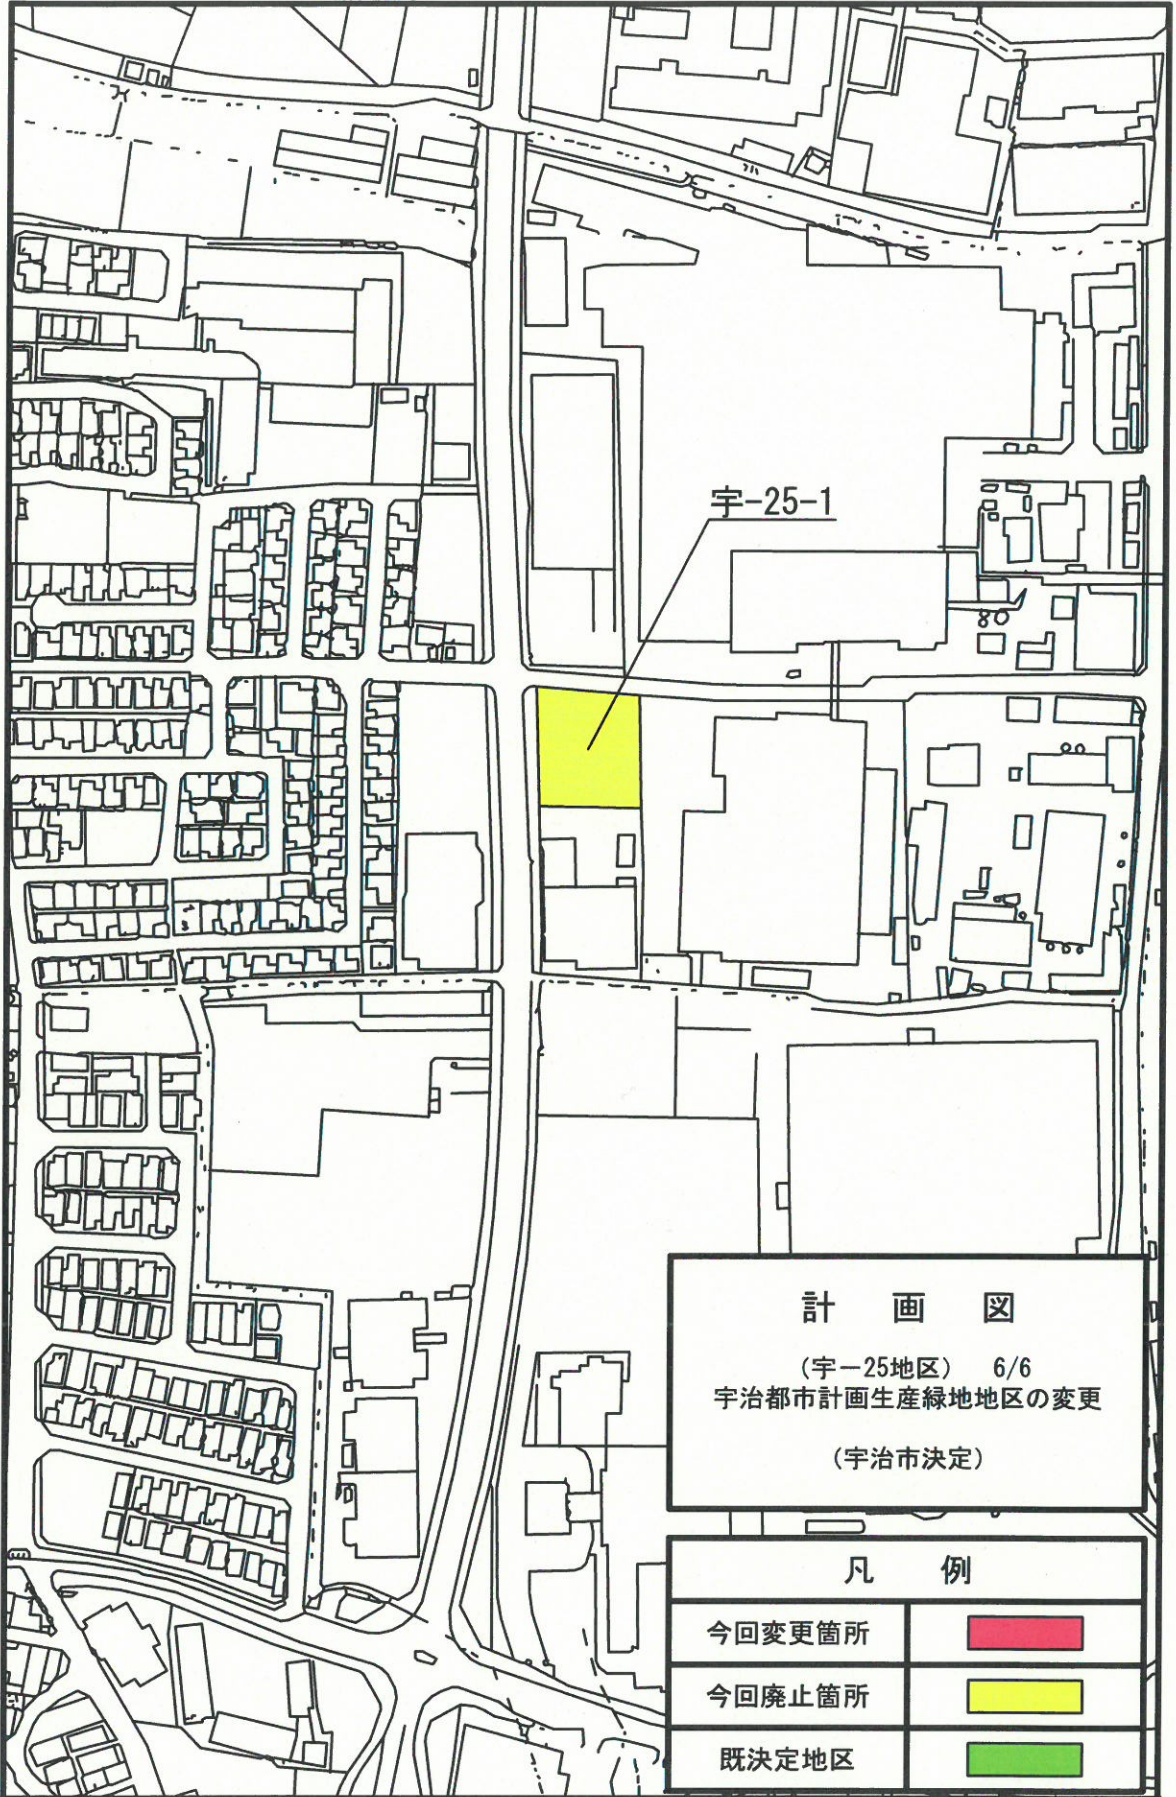 宇-25-1
計 画 図
(宇-25地区) 6/6
宇治都市計画生産緑地地区の変更
(宇治市決定)
凡 例
今回変更箇所
今回廃止箇所
既決定地区